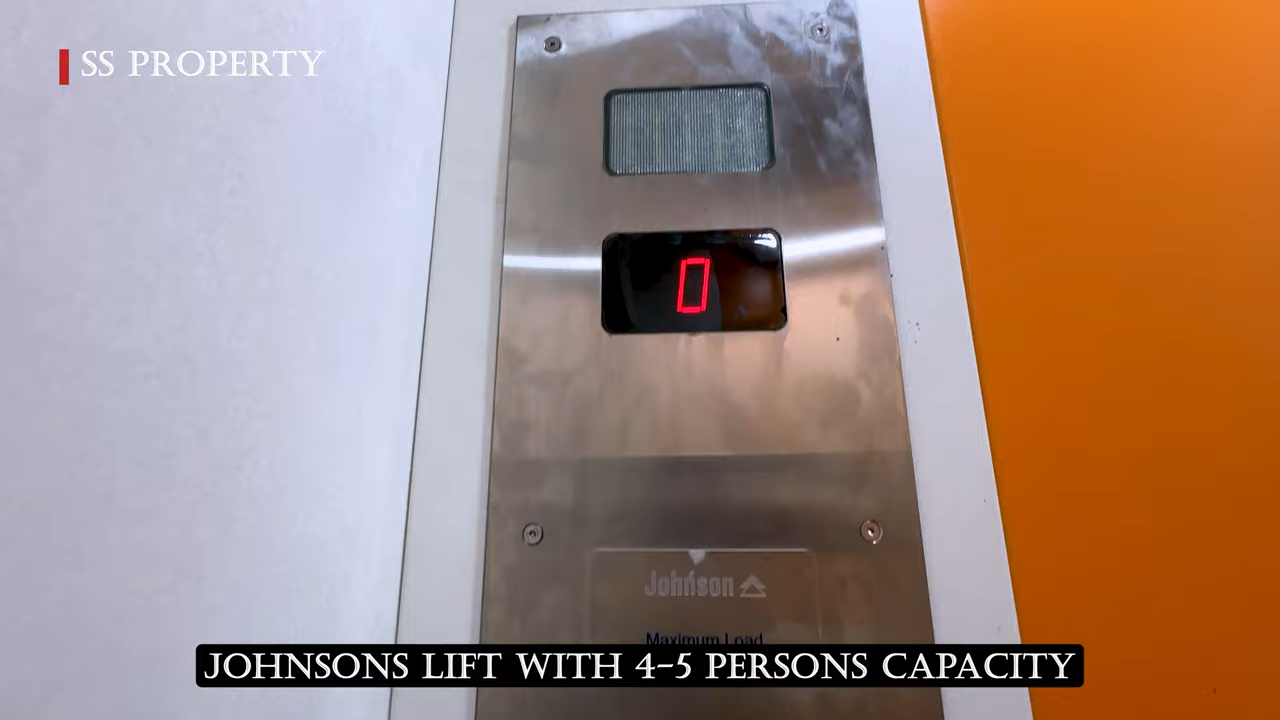 SS PROPERTY
0
Johnson
Maximum Load
JOHNSONS LIFT WITH 4-5 PERSONS CAPACITY